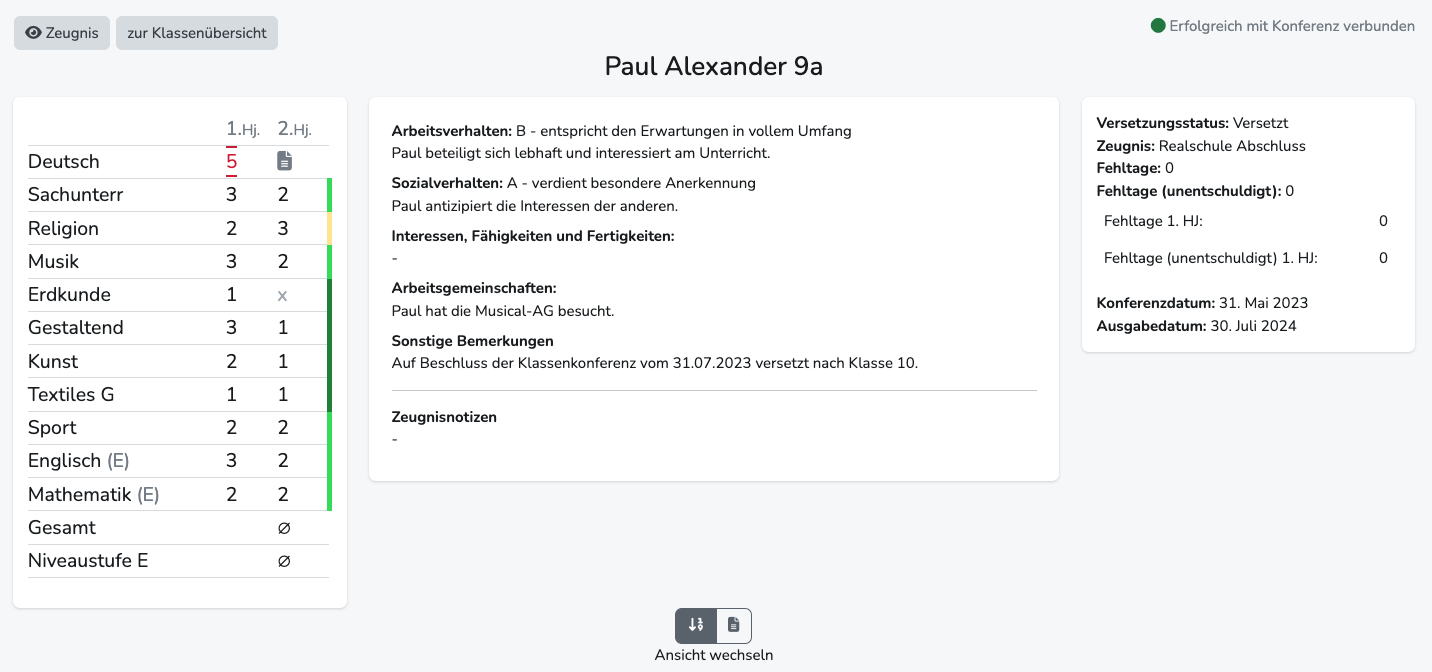 Zeugnis
zur Klassenübersicht
Erfolgreich mit Konferenz verbunden
Paul Alexander 9a
1.Hj. 2.Hj.
Deutsch 5
Sachunterr 3 2
Religion 2 3
Musik 3 2
Erdkunde 1 x
Gestaltend 3 1
Kunst 2 1
Textiles G 1 1
Sport 2 2
Englisch (E) 3 2
Mathematik (E) 2 2
Gesamt ∅
Niveaustufe E ∅
Arbeitsverhalten: B - entspricht den Erwartungen in vollem Umfang
Paul beteiligt sich lebhaft und interessiert am Unterricht.
Sozialverhalten: A - verdient besondere Anerkennung
Paul antizipiert die Interessen der anderen.
Interessen, Fähigkeiten und Fertigkeiten:
-
Arbeitsgemeinschaften:
Paul hat die Musical-AG besucht.
Sonstige Bemerkungen
Auf Beschluss der Klassenkonferenz vom 31.07.2023 versetzt nach Klasse 10.
Zeugnisnotizen
-
Versetzungsstatus: Versetzt
Zeugnis: Realschule Abschluss
Fehltage: 0
Fehltage (unentschuldigt): 0
Fehltage 1. HJ: 0
Fehltage (unentschuldigt) 1. HJ: 0
Konferenzdatum: 31. Mai 2023
Ausgabedatum: 30. Juli 2024
Ansicht wechseln